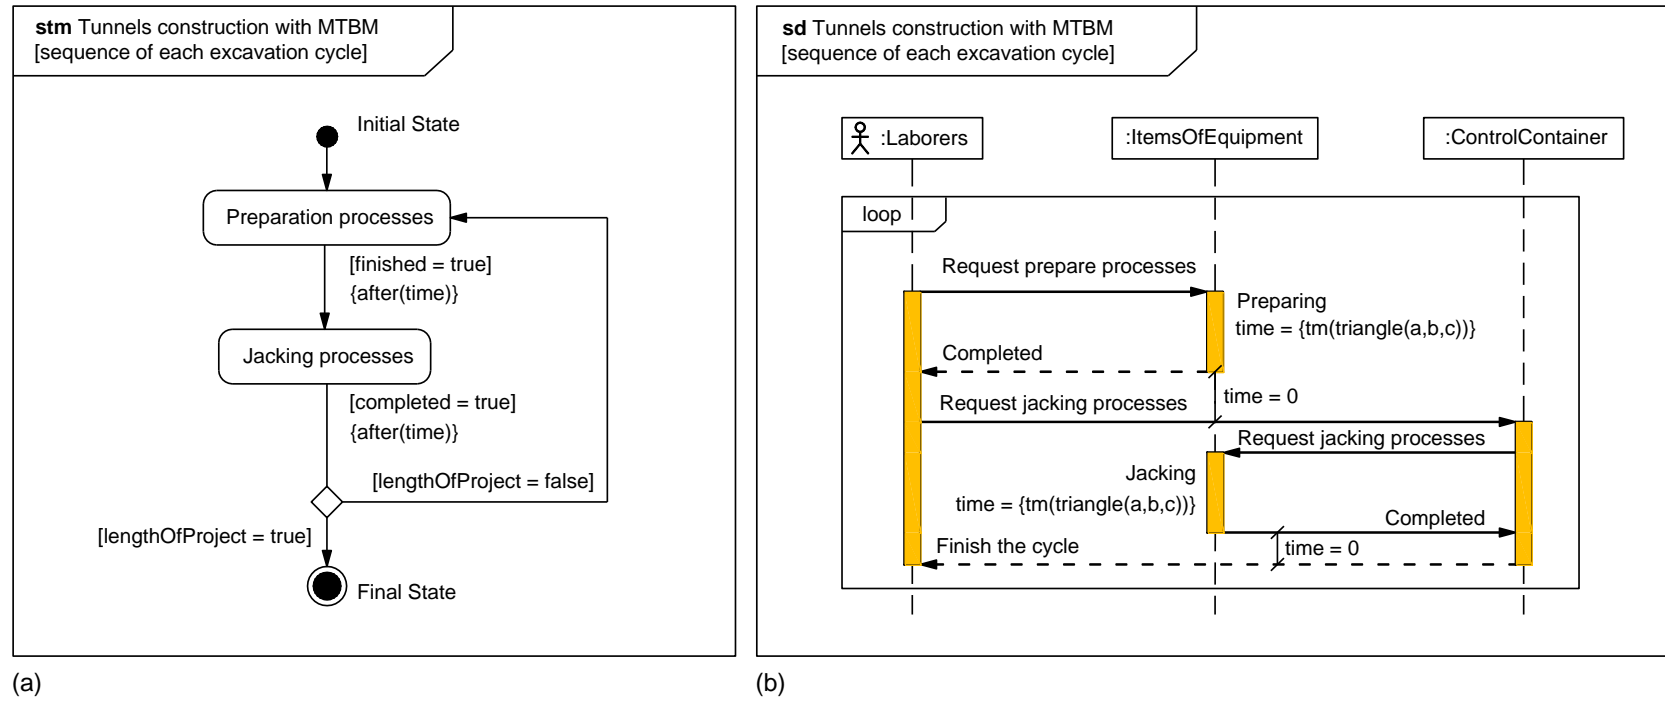 stm Tunnels construction with MTBM
[sequence of each excavation cycle]
Initial State
Preparation processes
[finished = true]
{after(time)}
Jacking processes
[completed = true]
{after(time)}
[lengthOfProject = false]
[lengthOfProject = true]
Final State
(a)
sd Tunnels construction with MTBM
[sequence of each excavation cycle]
:Laborers
:ItemsOfEquipment
:ControlContainer
loop
Request prepare processes
Preparing
time = {tm(triangle(a,b,c))}
Completed
time = 0
Request jacking processes
Request jacking processes
Jacking
time = {tm(triangle(a,b,c))}
Completed
Finish the cycle
time = 0
(b)